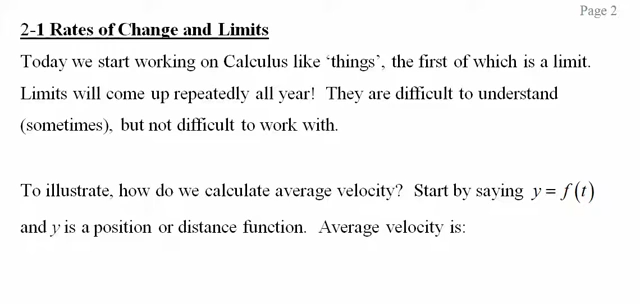 Page 2
2-1 Rates of Change and Limits
Today we start working on Calculus like ‘things’, the first of which is a limit.
Limits will come up repeatedly all year!  They are difficult to understand
(sometimes), but not difficult to work with.
To illustrate, how do we calculate average velocity?  Start by saying y = f(t)
and y is a position or distance function.  Average velocity is: